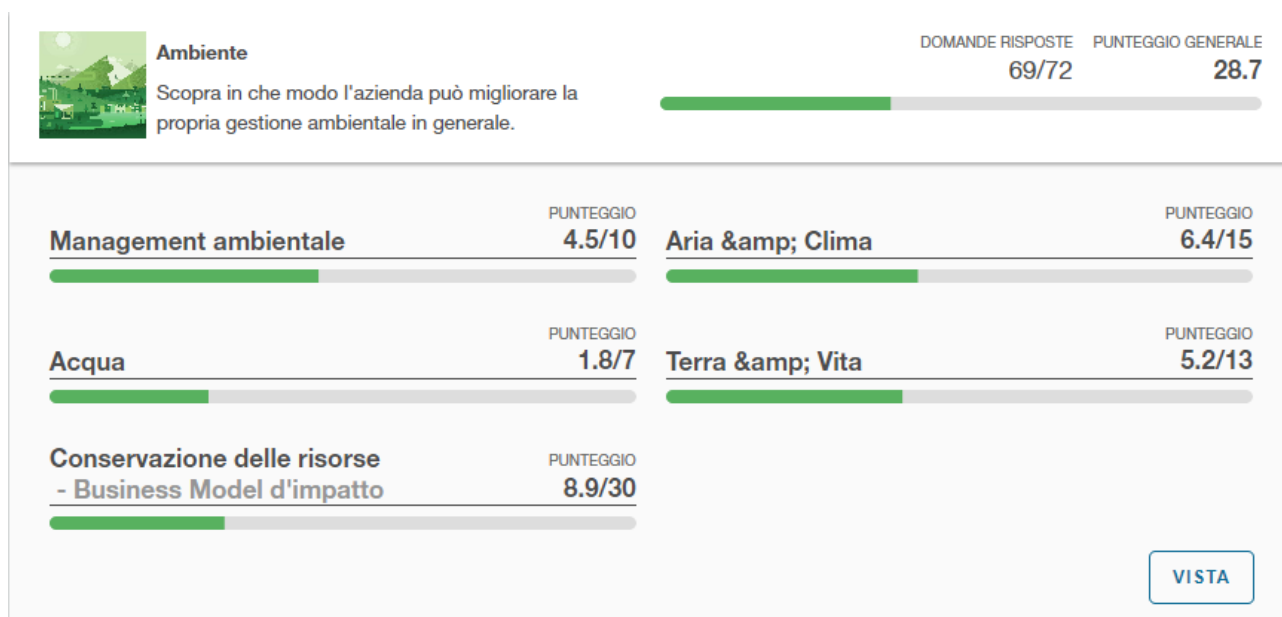 Ambiente
Scopra in che modo l'azienda può migliorare la
propria gestione ambientale in generale.
DOMANDE RISPOSTE PUNTEGGIO GENERALE
69/72 28.7
PUNTEGGIO
Management ambientale 4.5/10
PUNTEGGIO
Aria &amp; Clima 6.4/15
PUNTEGGIO
Acqua 1.8/7
PUNTEGGIO
Terra &amp; Vita 5.2/13
Conservazione delle risorse PUNTEGGIO
- Business Model d'impatto 8.9/30
VISTA